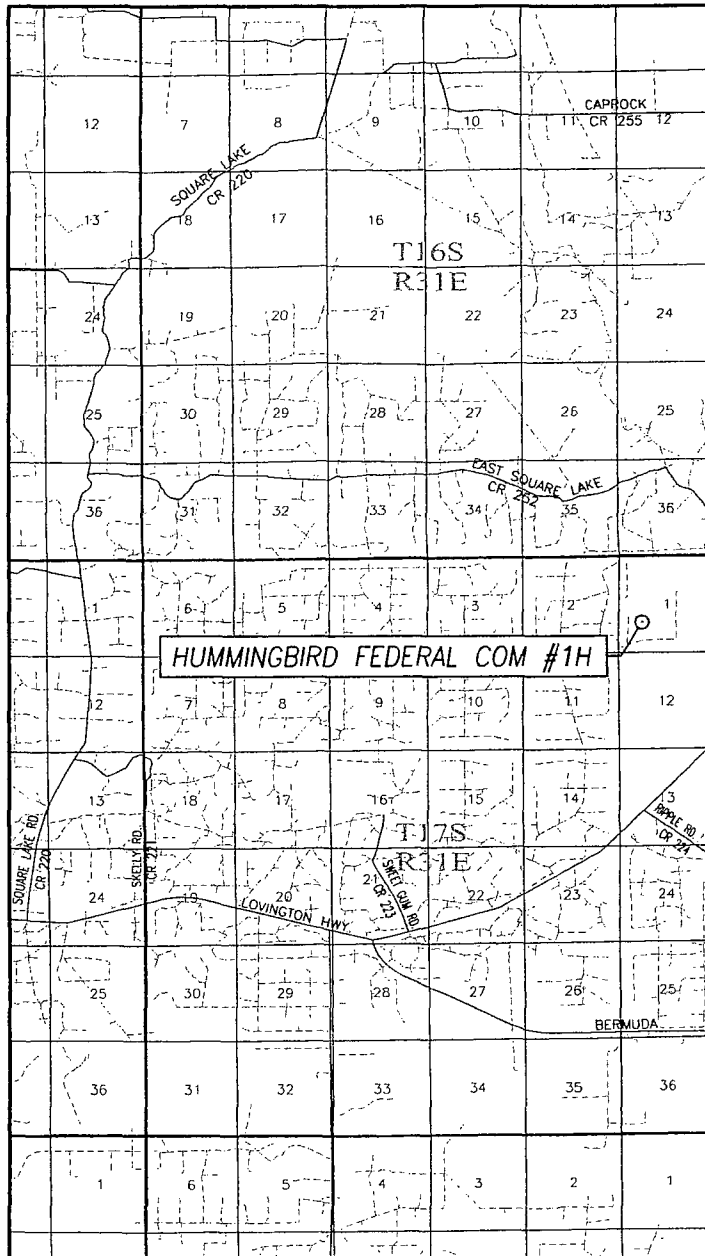 12 7 8 9 10 11 12
CAPROCK
CR 255
SQUARE LAKE
CR 220
13 18 17 16 15 14 13
T16S
R31E
24 19 20 21 22 23 24
25 30 29 28 27 26 25
EAST SQUARE LAKE
CR 252
36 31 32 33 34 35 36
1 6 5 4 3 2 1
HUMMINGBIRD FEDERAL COM #1H
12 7 8 9 10 11 12
13 18 17 16 15 14 3
SQUARE LAKE RD.
CR 220
SKELLY RD.
CR 221
T17S
R31E
RIPPLE RD.
CR 224
24 19 20 21 22 23 24
SWEET GUM RD.
CR 223
LOVINGTON HWY
25 30 29 28 27 26 25
BERMUDA
36 31 32 33 34 35 36
1 6 5 4 3 2 1